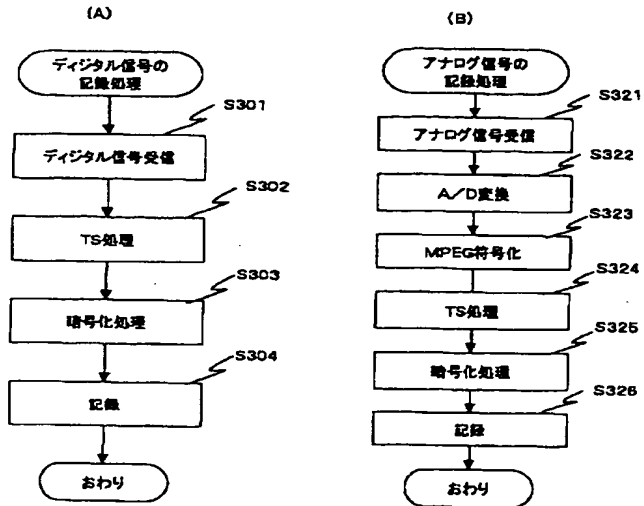 (A)
ディジタル信号の
記録処理
S301
ディジタル信号受信
S302
TS処理
S303
暗号化処理
S304
記録
おわり
(B)
アナログ信号の
記録処理
S321
アナログ信号受信
S322
A/D変換
S323
MPEG符号化
S324
TS処理
S325
暗号化処理
S326
記録
おわり